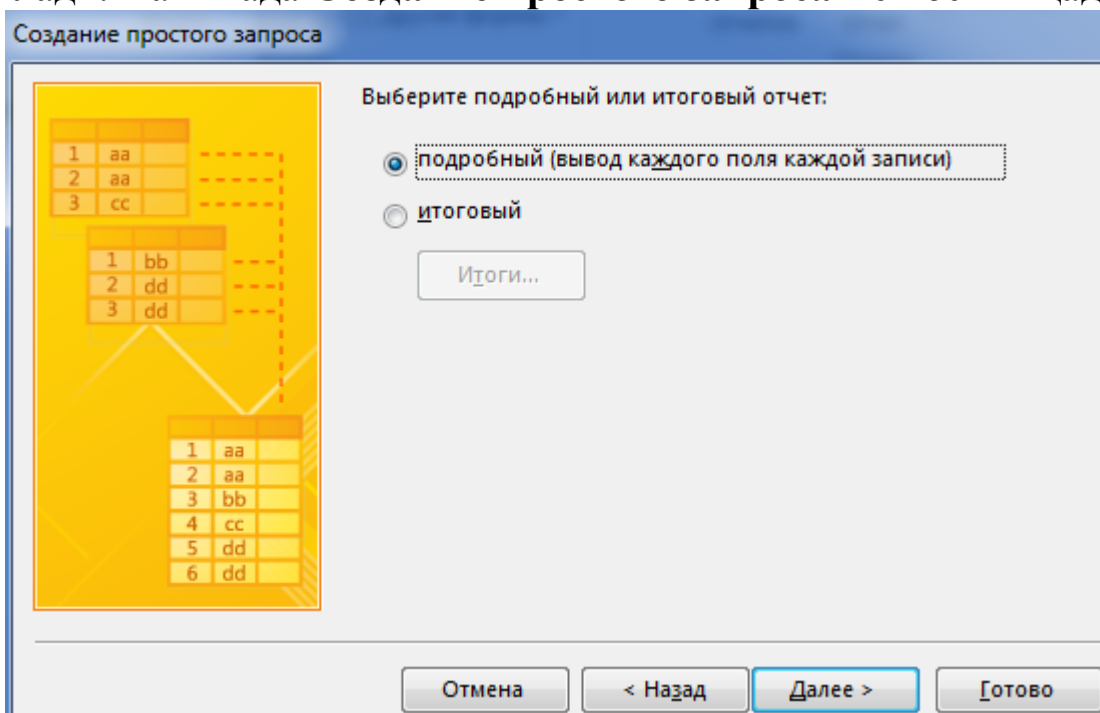 Создание простого запроса
Выберите подробный или итоговый отчет:
1 aa
2 aa
3 cc
1 bb
2 dd
3 dd
1 aa
2 aa
3 bb
4 cc
5 dd
6 dd
подробный (вывод каждого поля каждой записи)
итоговый
Итоги...
Отмена < Назад Далее > Готово